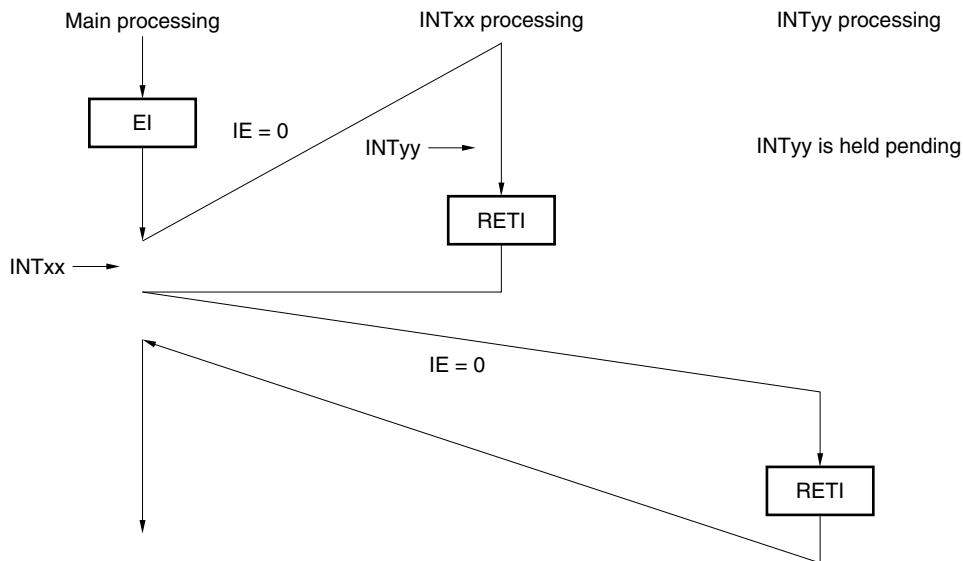 Main processing
INTxx processing
INTyy processing
EI
IE = 0
INTyy
INTyy is held pending
RETI
INTxx
IE = 0
RETI